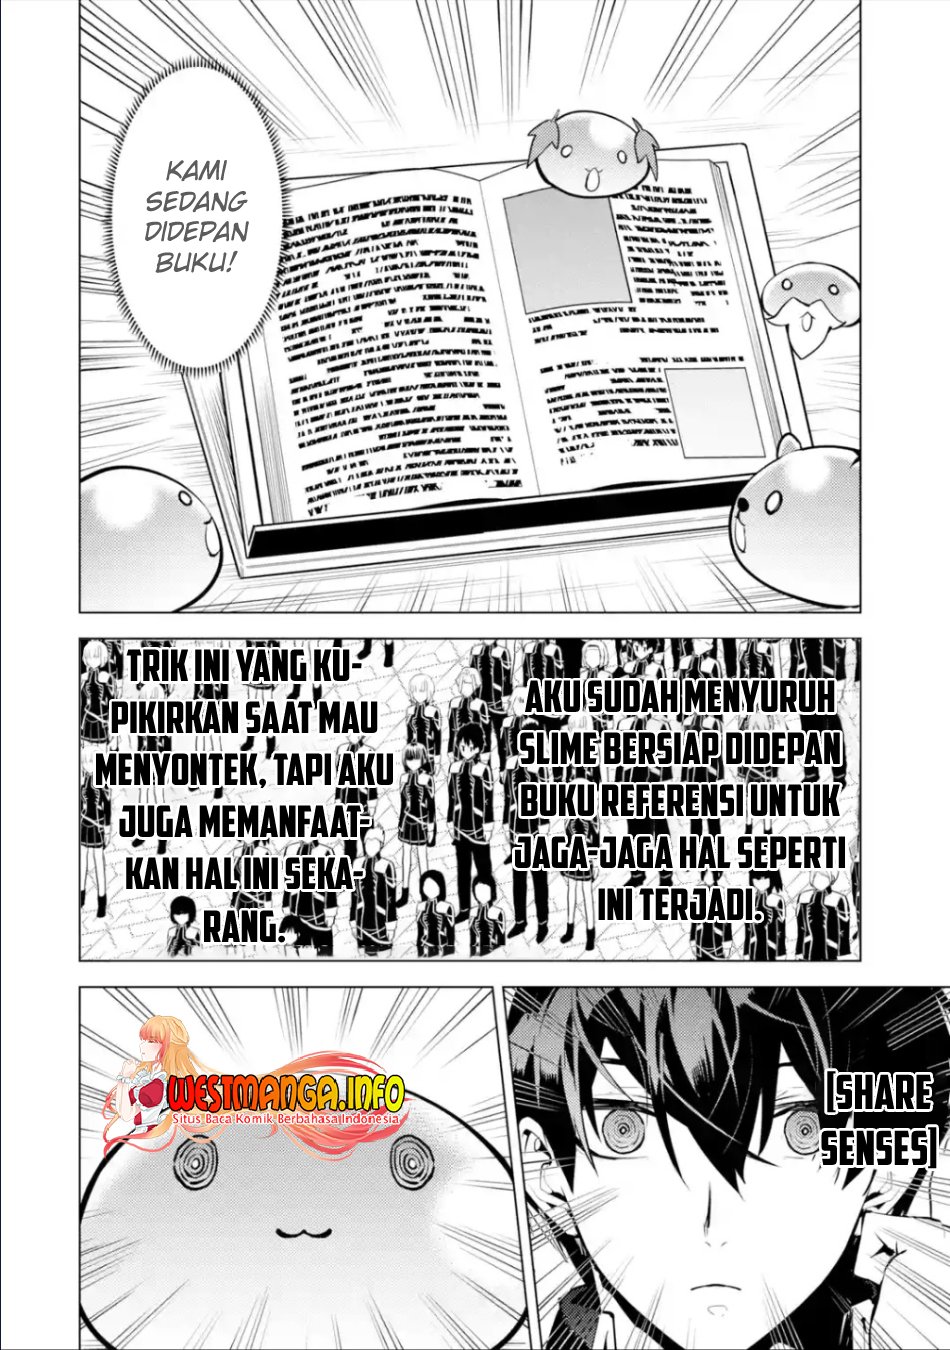 KAMI
SEDANG
DIDEPAN
BUKU!
AKU SUDAH MENYURUH
SLIME BERSIAP DIDEPAN
BUKU REFERENSI UNTUK
JAGA-JAGA HAL SEPERTI
INI TERJADI.
TRIK INI YANG KU-
PIKIRKAN SAAT MAU
MENYONTEK, TAPI AKU
JUGA MEMANFAAT-
KAN HAL INI SEKA-
RANG.
[SHARE
SENSES]
WESTMANGA.INFO
Situs Baca Komik Berbahasa Indonesia